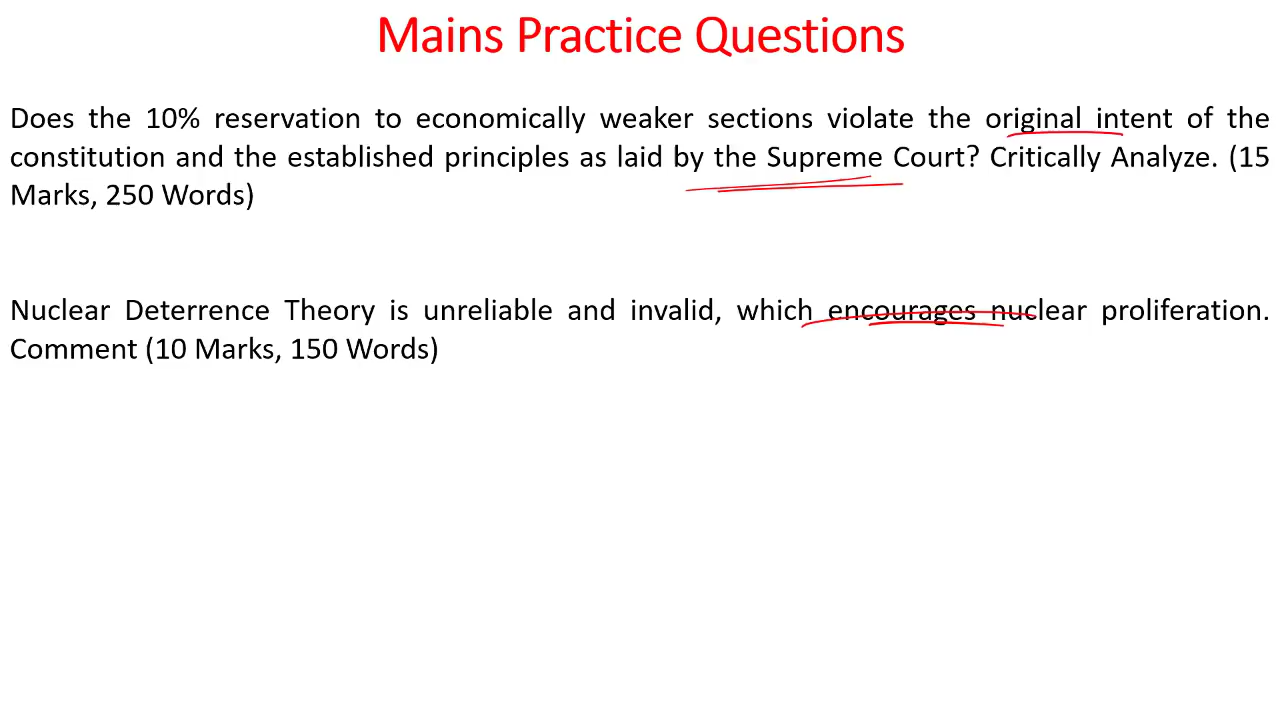 Mains Practice Questions
Does the 10% reservation to economically weaker sections violate the original intent of the
constitution and the established principles as laid by the Supreme Court? Critically Analyze. (15
Marks, 250 Words)
Nuclear Deterrence Theory is unreliable and invalid, which encourages nuclear proliferation.
Comment (10 Marks, 150 Words)